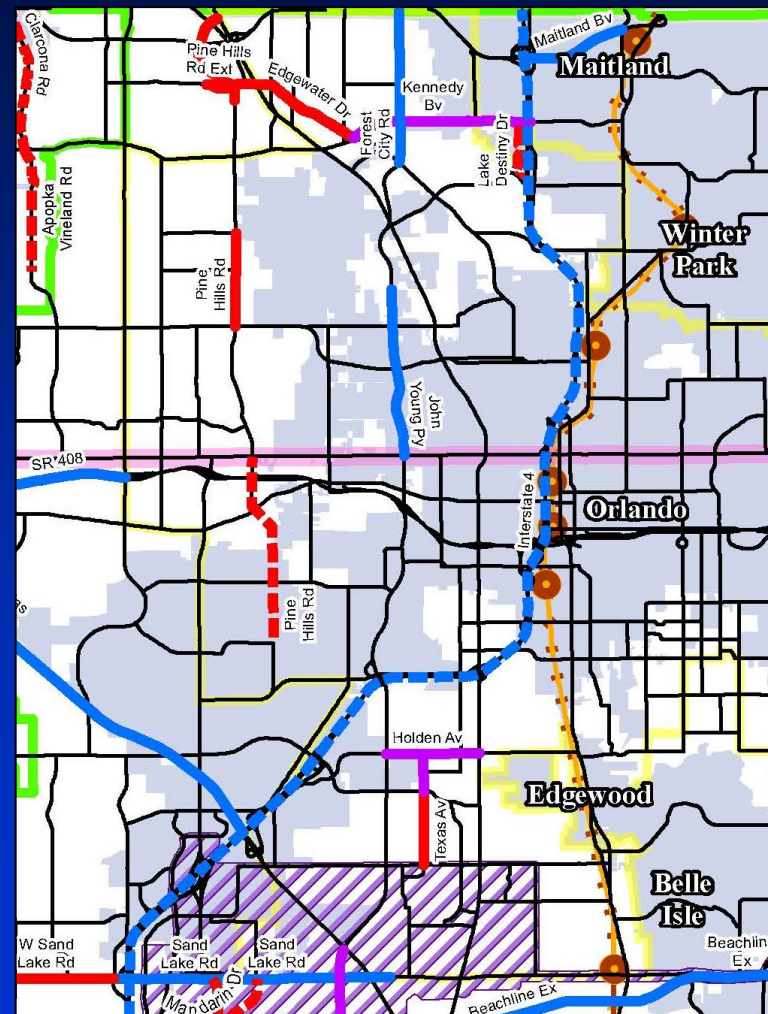 Clarcona Rd
Pine Hills
Rd Ext
Edgewater Dr
Maitland Bv
Maitland
Kennedy
Bv
Forest
City Rd
Lake
Destiny Dr
Apopka
Vineland Rd
Winter
Park
Pine
Hills Rd
John
Young Py
SR 408
Interstate 4
Orlando
Pine
Hills Rd
as
Holden Av
Edgewood
Texas Av
Belle
Isle
W Sand
Lake Rd
Sand
Lake Rd
Sand
Lake Rd
Mandarin Dr
Beachlin
Ex
Beachline Ex